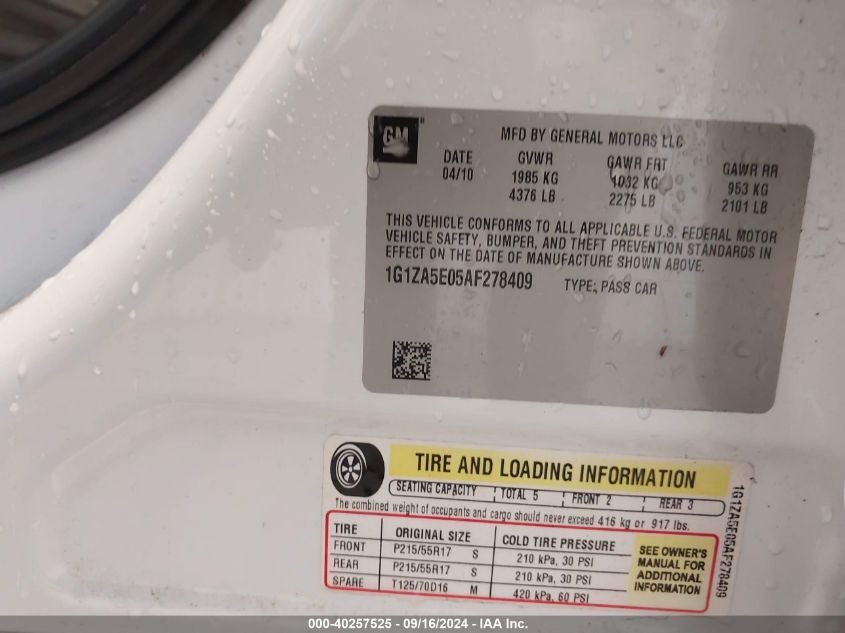 GM
MFD BY GENERAL MOTORS LLC
DATE GVWR GAWR FRT GAWR RR
04/10 1985 KG 1032 KG 953 KG
4376 LB 2275 LB 2101 LB
THIS VEHICLE CONFORMS TO ALL APPLICABLE U.S. FEDERAL MOTOR
VEHICLE SAFETY, BUMPER, AND THEFT PREVENTION STANDARDS IN
EFFECT ON THE DATE OF MANUFACTURE SHOWN ABOVE.
1G1ZA5E05AF278409 TYPE: PASS CAR
TIRE AND LOADING INFORMATION
SEATING CAPACITY TOTAL 5 FRONT 2 REAR 3
The combined weight of occupants and cargo should never exceed 416 kg or 917 lbs.
TIRE ORIGINAL SIZE COLD TIRE PRESSURE
FRONT P215/55R17 S 210 kPa, 30 PSI
REAR P215/55R17 S 210 kPa, 30 PSI
SPARE T125/70D16 M 420 kPa, 60 PSI
SEE OWNER'S
MANUAL FOR
ADDITIONAL
INFORMATION
1G1ZA5E05AF278409
000-40257525 - 09/16/2024 - IAA Inc.